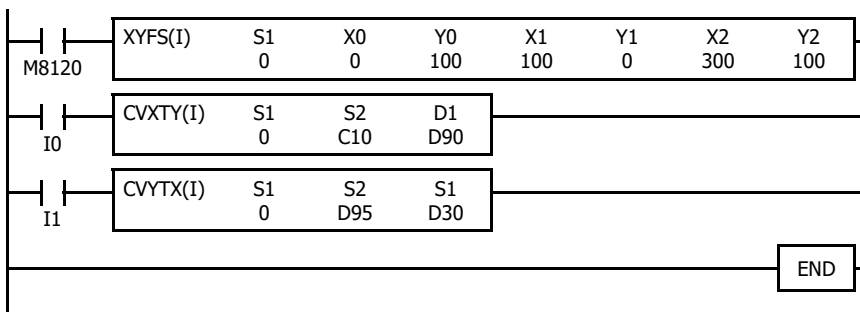 XYFS(I) S1 X0 Y0 X1 Y1 X2 Y2
0 0 100 100 0 300 100
M8120
CVXTY(I) S1 S2 D1
0 C10 D90
I0
CVYTX(I) S1 S2 S1
0 D95 D30
I1
END